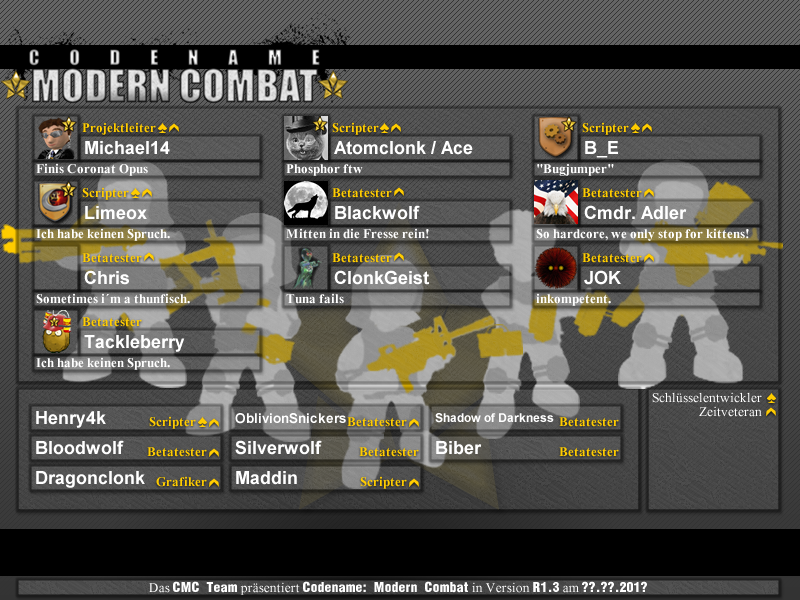 CODENAME
MODERN COMBAT
Projektleiter
Michael14
Finis Coronat Opus
Scripter
Atomclonk / Ace
Phosphor ftw
Scripter
B_E
"Bugjumper"
Scripter
Limeox
Ich habe keinen Spruch.
Betatester
Blackwolf
Mitten in die Fresse rein!
Betatester
Cmdr. Adler
So hardcore, we only stop for kittens!
Betatester
Chris
Sometimes i´m a thunfisch.
Betatester
ClonkGeist
Tuna fails
Betatester
JOK
inkompetent.
Betatester
Tackleberry
Ich habe keinen Spruch.
Henry4k Scripter
OblivionSnickers Betatester
Shadow of Darkness Betatester
Bloodwolf Betatester
Silverwolf Betatester
Biber Betatester
Dragonclonk Grafiker
Maddin Scripter
Schlüsselentwickler
Zeitveteran
Das CMC Team präsentiert Codename: Modern Combat in Version R1.3 am ??.??.201?